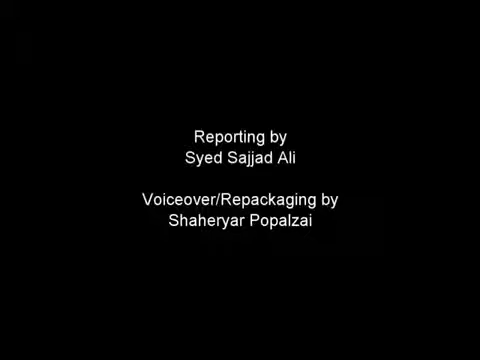 Reporting by
Syed Sajjad Ali
Voiceover/Repackaging by
Shaheryar Popalzai